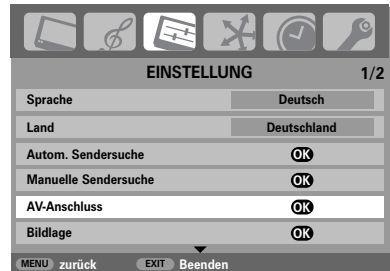 EINSTELLUNG 1/2
Sprache Deutsch
Land Deutschland
Autom. Sendersuche OK
Manuelle Sendersuche OK
AV-Anschluss OK
Bildlage OK
MENU zurück EXIT Beenden